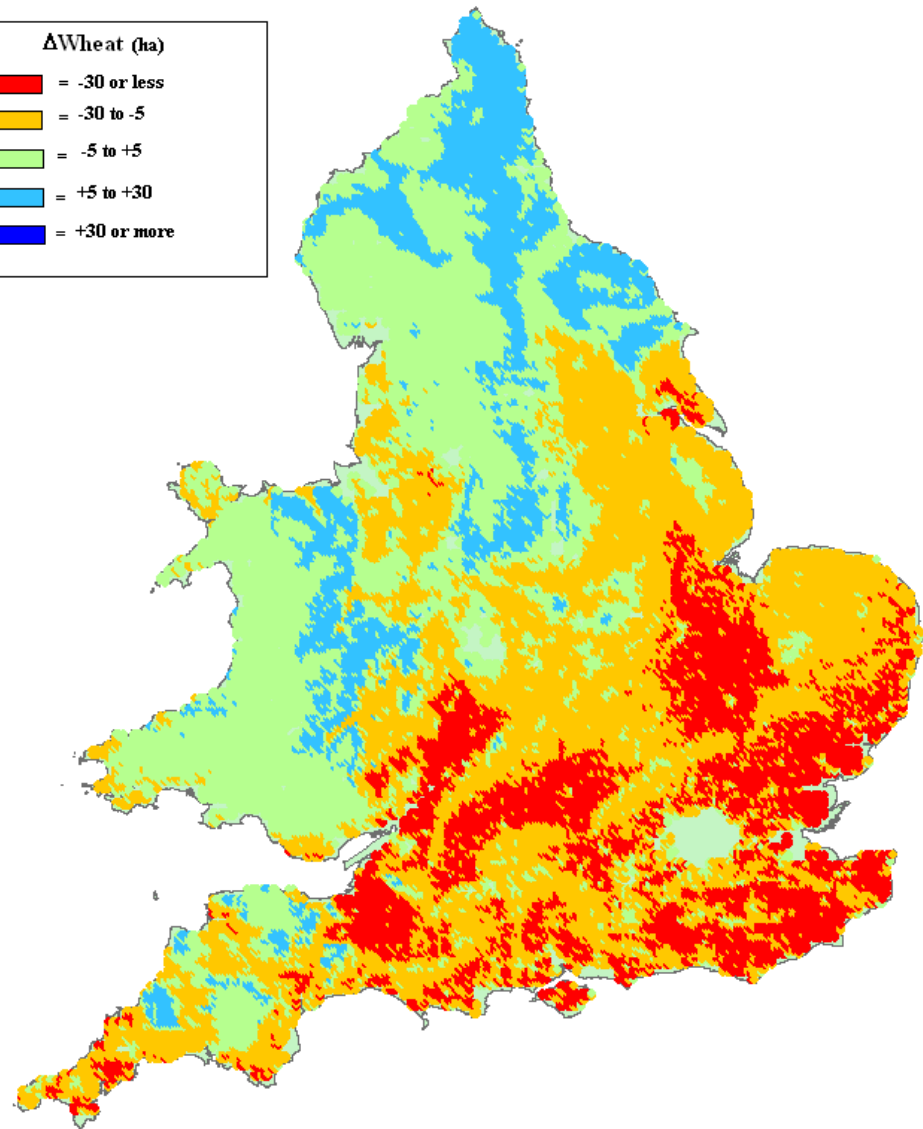 ΔWheat (ha)
= -30 or less
= -30 to -5
= -5 to +5
= +5 to +30
= +30 or more